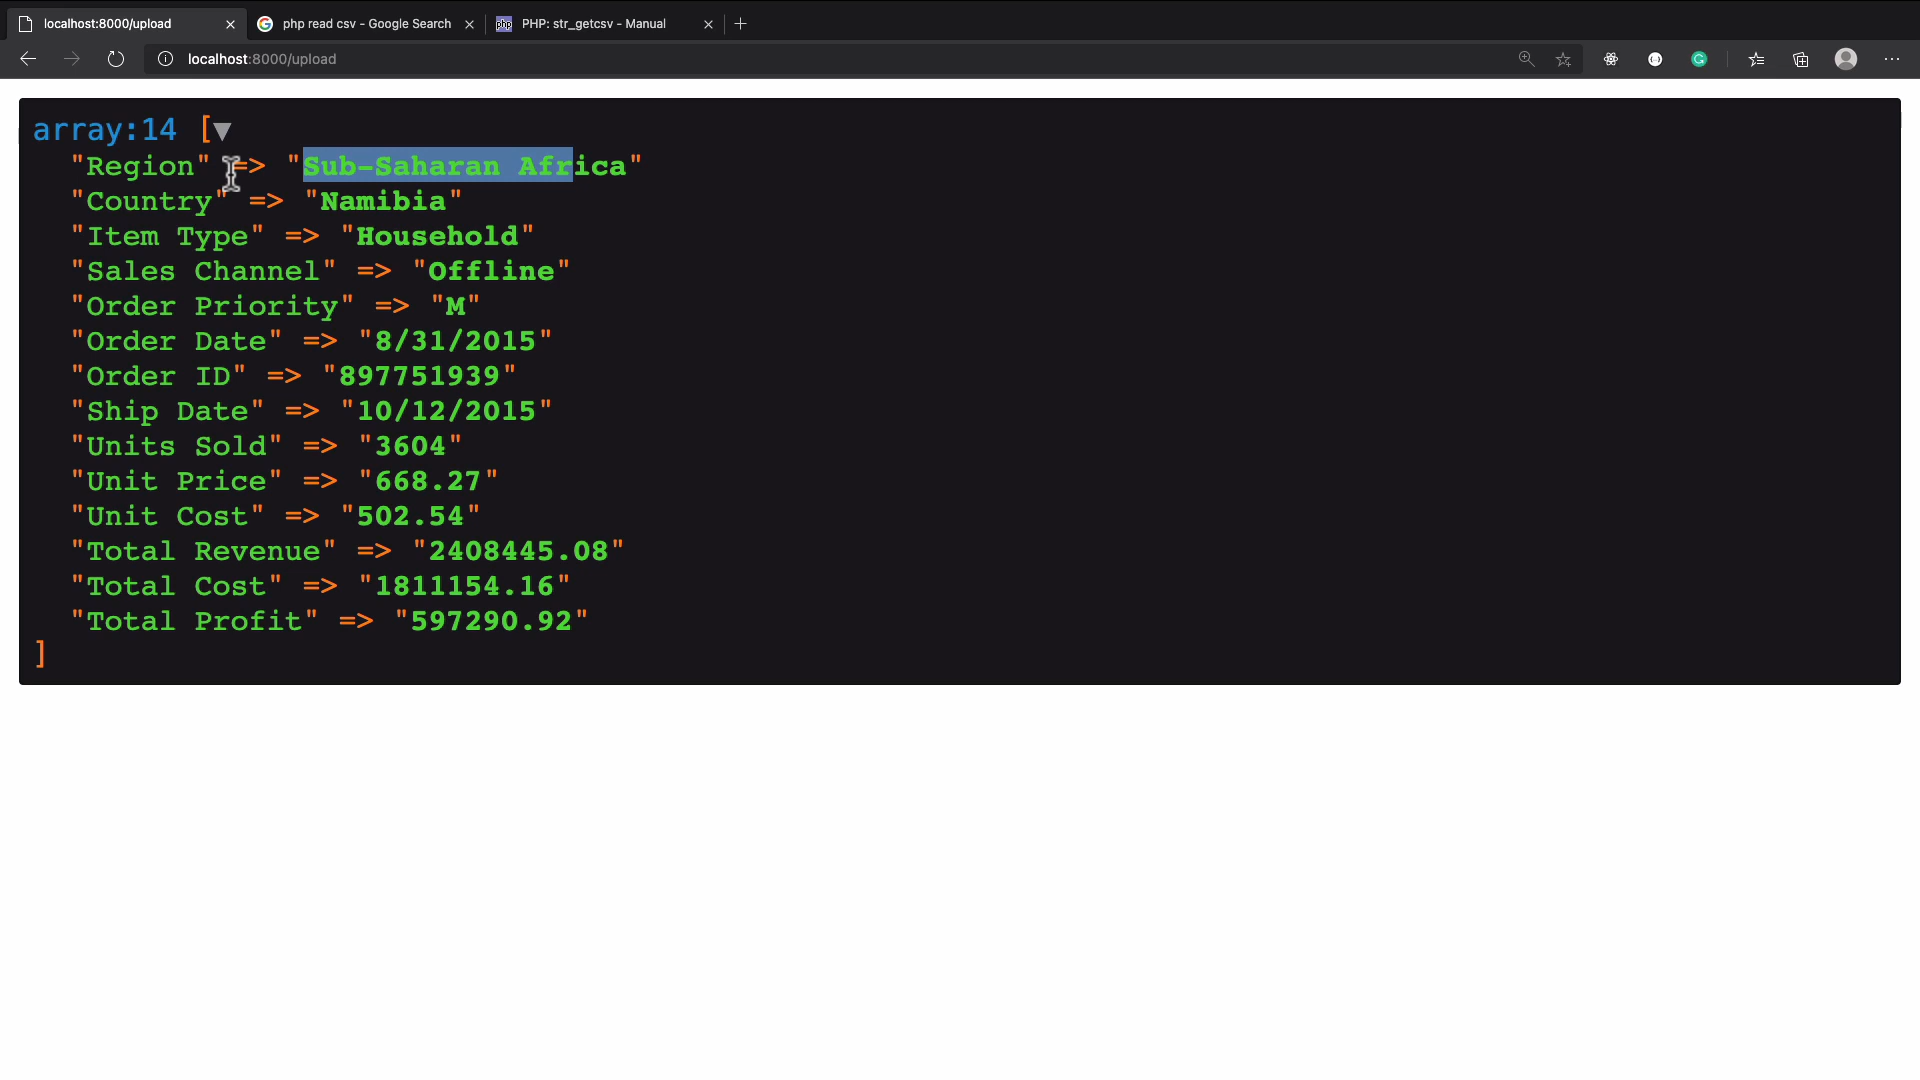 localhost:8000/upload
php read csv - Google Search
php
PHP: str_getcsv - Manual
localhost:8000/upload
array:14 [▼
"Region" => "Sub-Saharan Africa"
"Country" => "Namibia"
"Item Type" => "Household"
"Sales Channel" => "Offline"
"Order Priority" => "M"
"Order Date" => "8/31/2015"
"Order ID" => "897751939"
"Ship Date" => "10/12/2015"
"Units Sold" => "3604"
"Unit Price" => "668.27"
"Unit Cost" => "502.54"
"Total Revenue" => "2408445.08"
"Total Cost" => "1811154.16"
"Total Profit" => "597290.92"
]